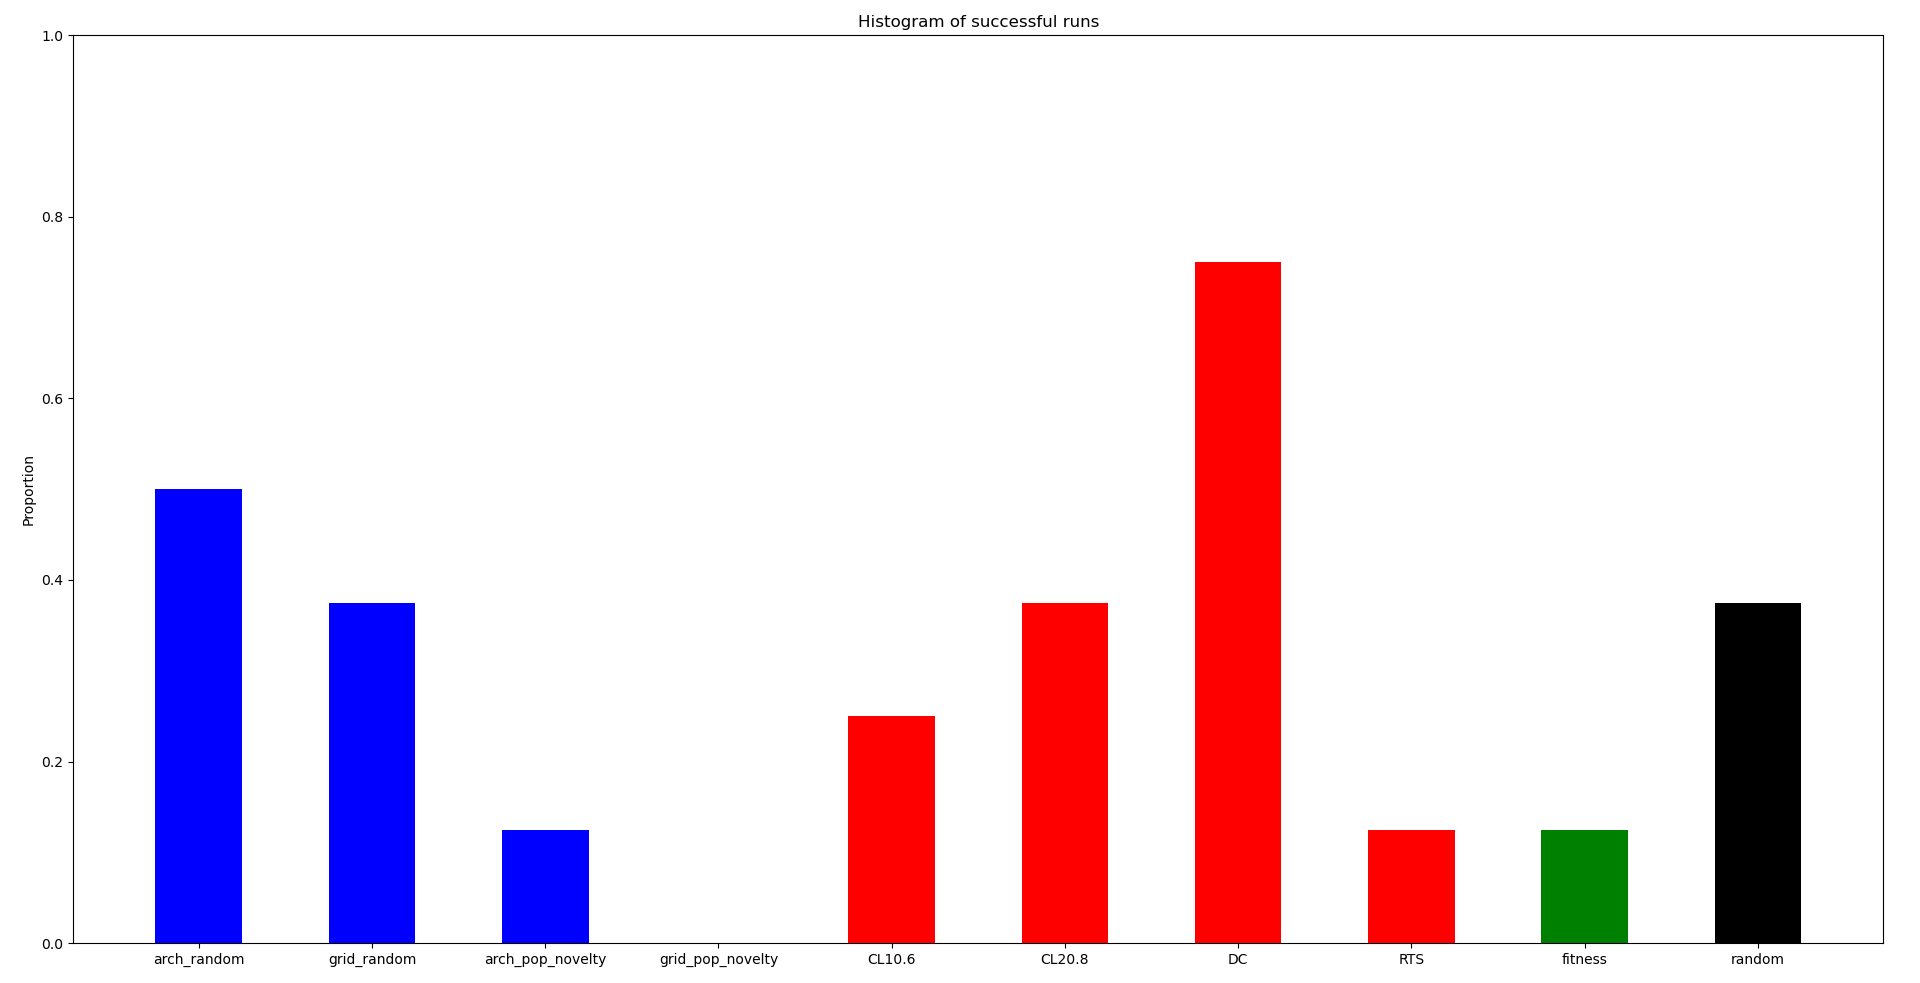 Histogram of successful runs
1.0
0.8
0.6
0.4
0.2
0.0
Proportion
arch_random grid_random arch_pop_novelty grid_pop_novelty CL10.6 CL20.8 DC RTS fitness random